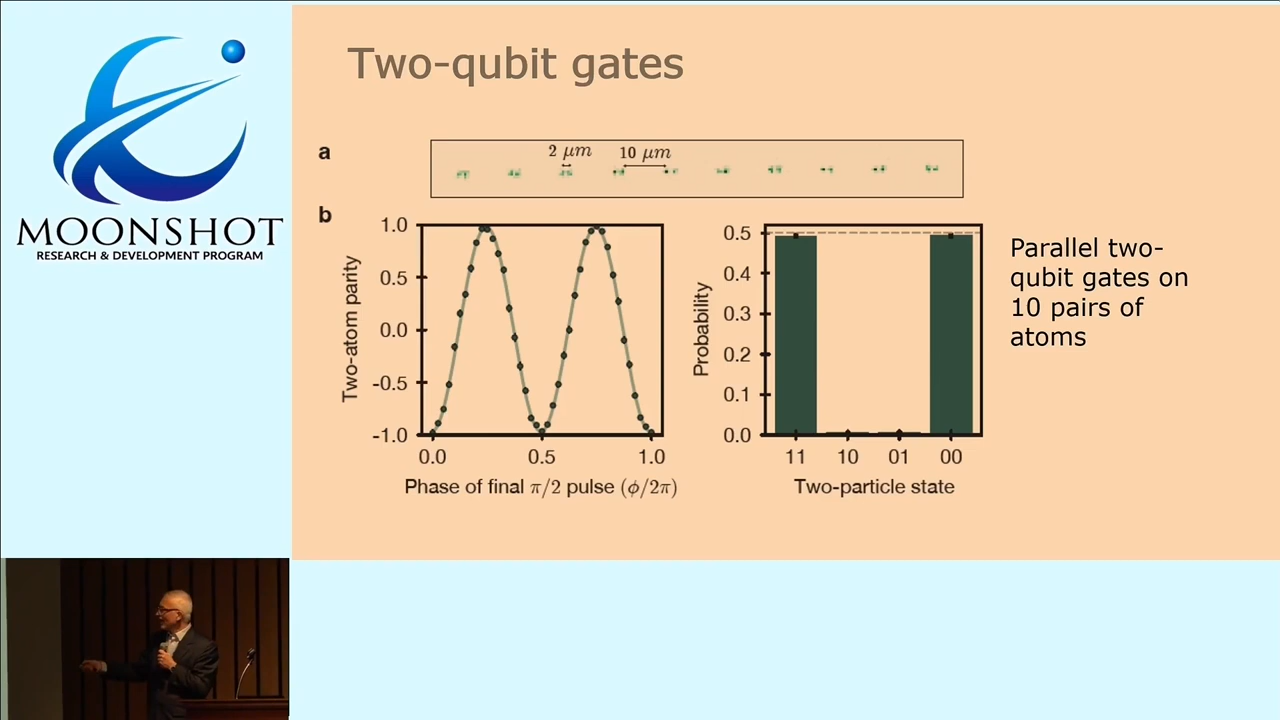 MOONSHOT
RESEARCH & DEVELOPMENT PROGRAM
Two-qubit gates
a
2 μm
10 μm
b
1.0
0.5
0.0
-0.5
-1.0
Two-atom parity
0.0
0.5
1.0
Phase of final π/2 pulse (ϕ/2π)
0.5
0.4
0.3
0.2
0.1
0.0
Probability
11
10
01
00
Two-particle state
Parallel two-
qubit gates on
10 pairs of
atoms